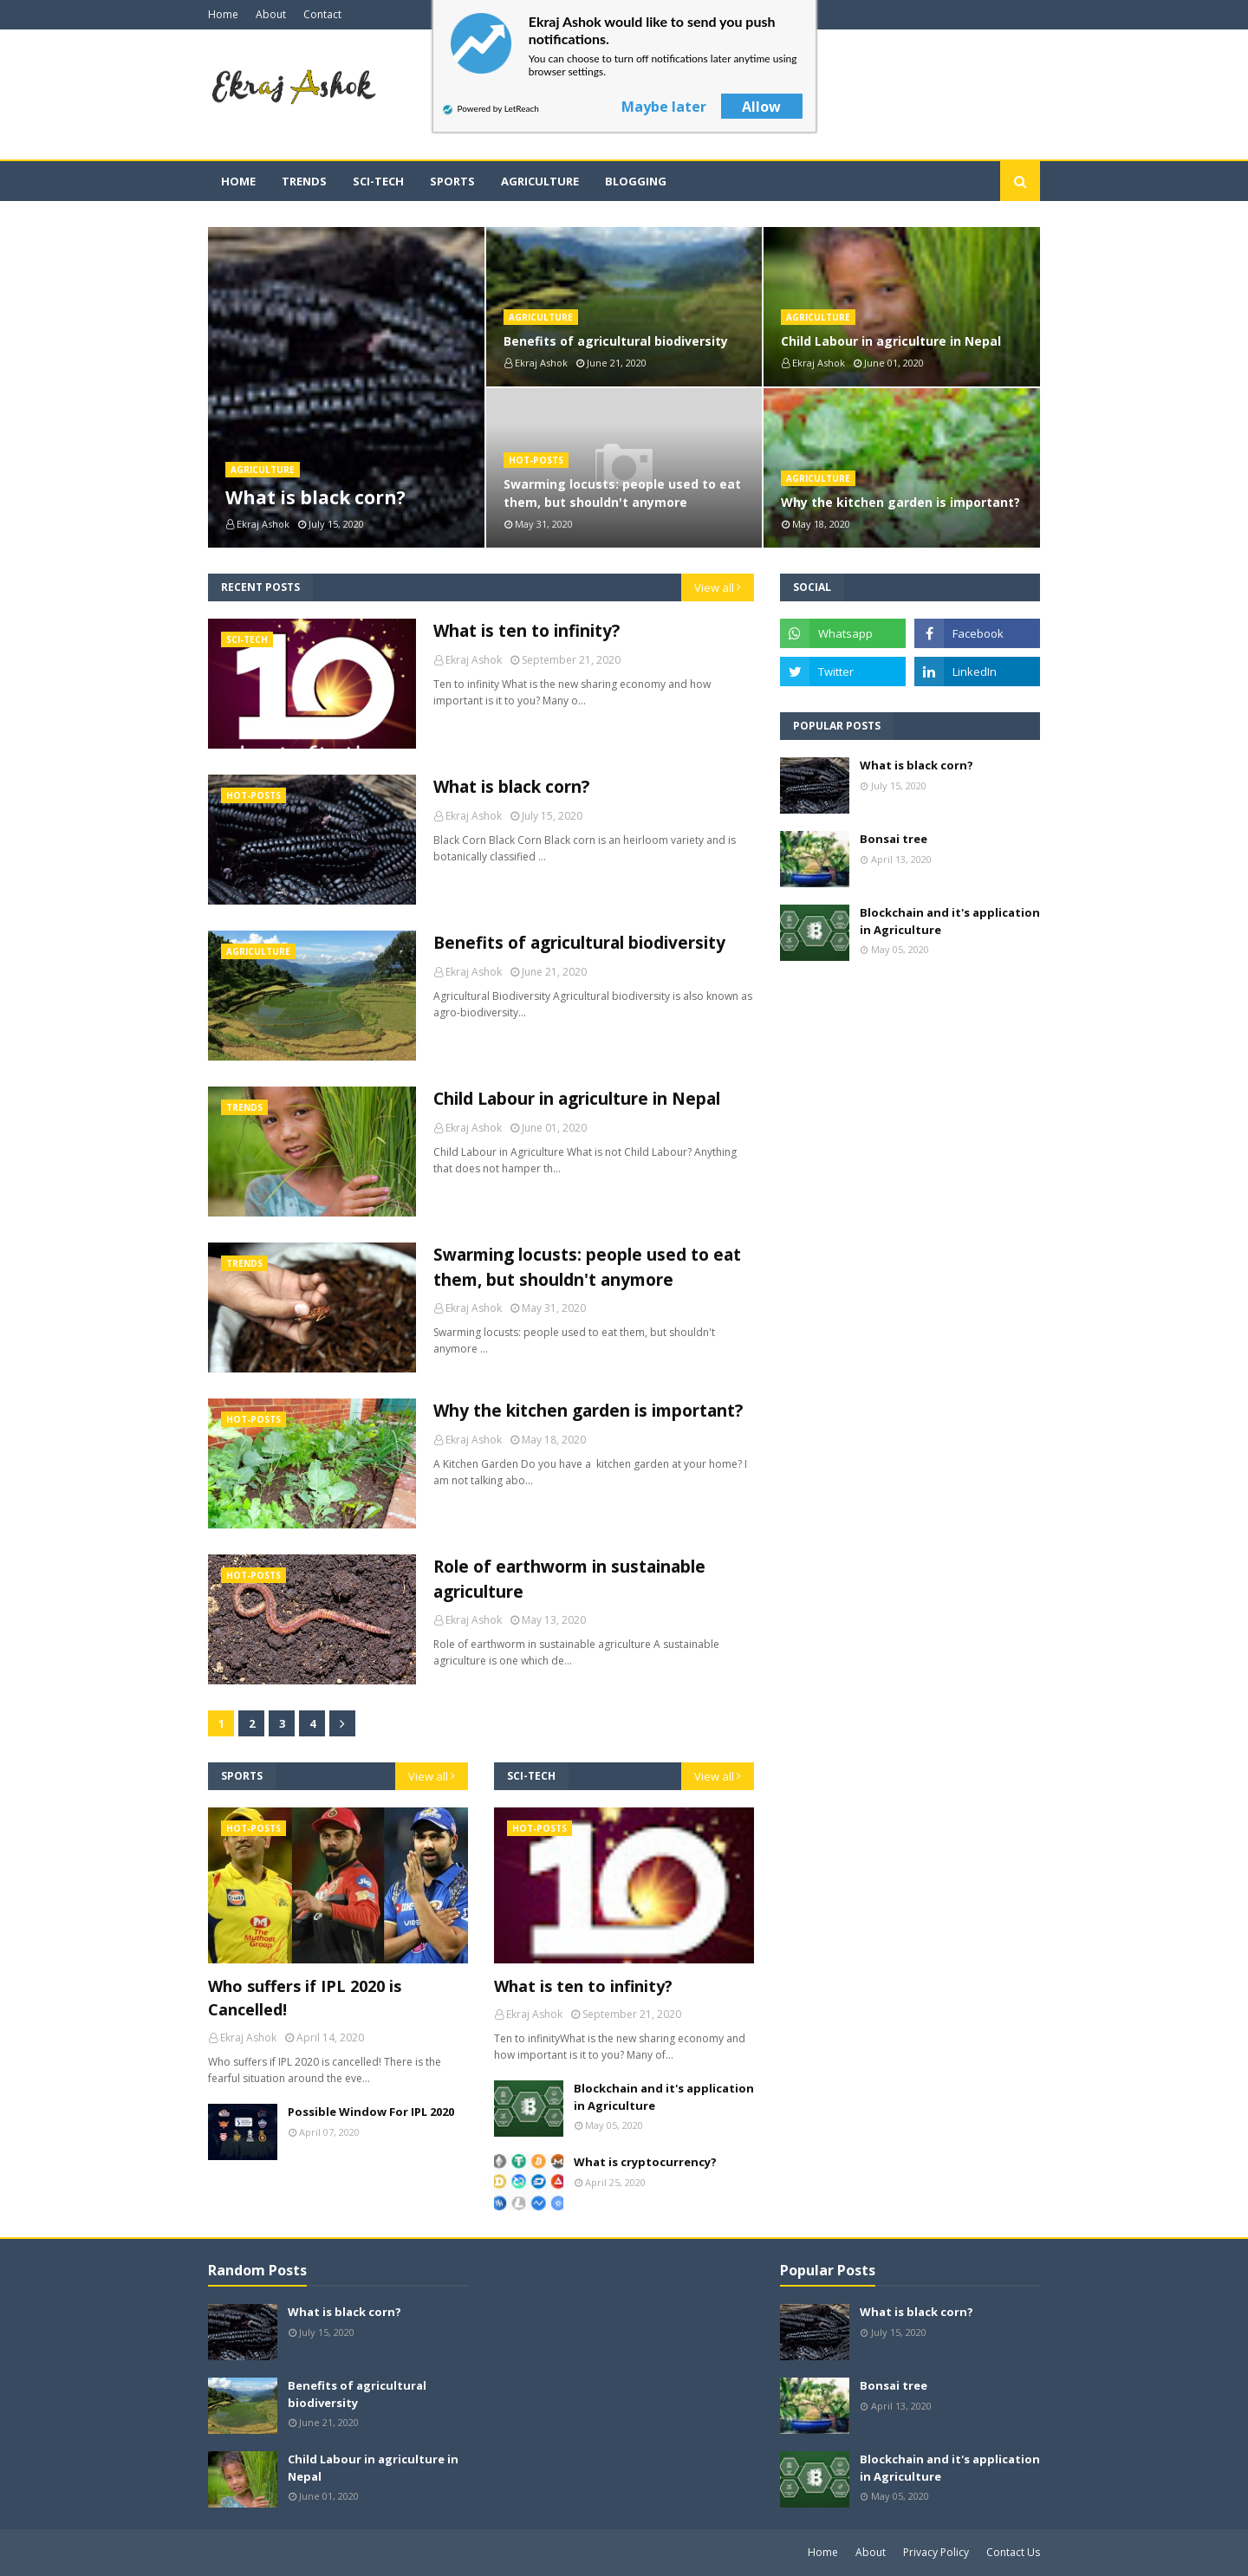 Home About Contact
Ekraj Ashok would like to send you push
notifications.
You can choose to turn off notifications later anytime using
browser settings.
Powered by LetReach
Maybe later
Allow
Ekraj Ashok
HOME TRENDS SCI-TECH SPORTS AGRICULTURE BLOGGING
AGRICULTURE
What is black corn?
Ekraj Ashok July 15, 2020
AGRICULTURE
Benefits of agricultural biodiversity
Ekraj Ashok June 21, 2020
AGRICULTURE
Child Labour in agriculture in Nepal
Ekraj Ashok June 01, 2020
HOT-POSTS
Swarming locusts: people used to eat
them, but shouldn't anymore
May 31, 2020
AGRICULTURE
Why the kitchen garden is important?
May 18, 2020
RECENT POSTS
View all
SCI-TECH
10
What is ten to infinity?
Ekraj Ashok September 21, 2020
Ten to infinity What is the new sharing economy and how
important is it to you? Many o...
HOT-POSTS
What is black corn?
Ekraj Ashok July 15, 2020
Black Corn Black Corn Black corn is an heirloom variety and is
botanically classified ...
AGRICULTURE
Benefits of agricultural biodiversity
Ekraj Ashok June 21, 2020
Agricultural Biodiversity Agricultural biodiversity is also known as
agro-biodiversity...
TRENDS
Child Labour in agriculture in Nepal
Ekraj Ashok June 01, 2020
Child Labour in Agriculture What is not Child Labour? Anything
that does not hamper th...
TRENDS
Swarming locusts: people used to eat
them, but shouldn't anymore
Ekraj Ashok May 31, 2020
Swarming locusts: people used to eat them, but shouldn't
anymore ...
HOT-POSTS
Why the kitchen garden is important?
Ekraj Ashok May 18, 2020
A Kitchen Garden Do you have a kitchen garden at your home? I
am not talking abo...
HOT-POSTS
Role of earthworm in sustainable
agriculture
Ekraj Ashok May 13, 2020
Role of earthworm in sustainable agriculture A sustainable
agriculture is one which de...
1 2 3 4
SOCIAL
Whatsapp Facebook
Twitter LinkedIn
POPULAR POSTS
What is black corn?
July 15, 2020
Bonsai tree
April 13, 2020
Blockchain and it's application
in Agriculture
May 05, 2020
SPORTS
View all
HOT-POSTS
The Muthoot Group
Who suffers if IPL 2020 is
Cancelled!
Ekraj Ashok April 14, 2020
Who suffers if IPL 2020 is cancelled! There is the
fearful situation around the eve...
Possible Window For IPL 2020
April 07, 2020
SCI-TECH
View all
HOT-POSTS
10
What is ten to infinity?
Ekraj Ashok September 21, 2020
Ten to infinityWhat is the new sharing economy and
how important is it to you? Many of...
Blockchain and it's application
in Agriculture
May 05, 2020
What is cryptocurrency?
April 25, 2020
Random Posts
What is black corn?
July 15, 2020
Benefits of agricultural
biodiversity
June 21, 2020
Child Labour in agriculture in
Nepal
June 01, 2020
Popular Posts
What is black corn?
July 15, 2020
Bonsai tree
April 13, 2020
Blockchain and it's application
in Agriculture
May 05, 2020
Home About Privacy Policy Contact Us